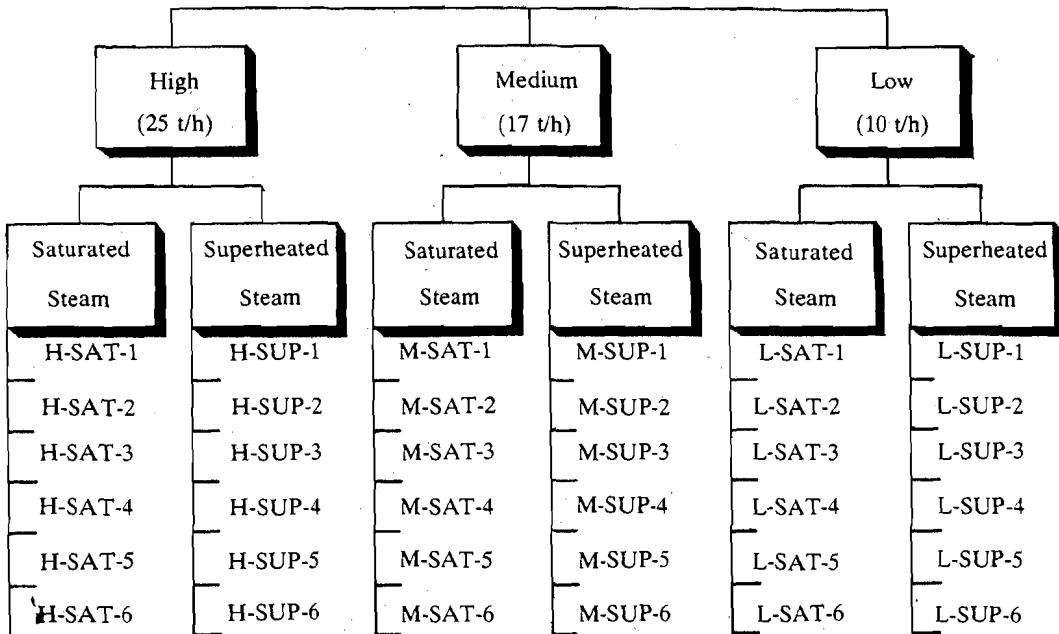 High
(25 t/h)
Medium
(17 t/h)
Low
(10 t/h)
Saturated
Steam
Superheated
Steam
Saturated
Steam
Superheated
Steam
Saturated
Steam
Superheated
Steam
H-SAT-1
H-SAT-2
H-SAT-3
H-SAT-4
H-SAT-5
H-SAT-6
H-SUP-1
H-SUP-2
H-SUP-3
H-SUP-4
H-SUP-5
H-SUP-6
M-SAT-1
M-SAT-2
M-SAT-3
M-SAT-4
M-SAT-5
M-SAT-6
M-SUP-1
M-SUP-2
M-SUP-3
M-SUP-4
M-SUP-5
M-SUP-6
L-SAT-1
L-SAT-2
L-SAT-3
L-SAT-4
L-SAT-5
L-SAT-6
L-SUP-1
L-SUP-2
L-SUP-3
L-SUP-4
L-SUP-5
L-SUP-6